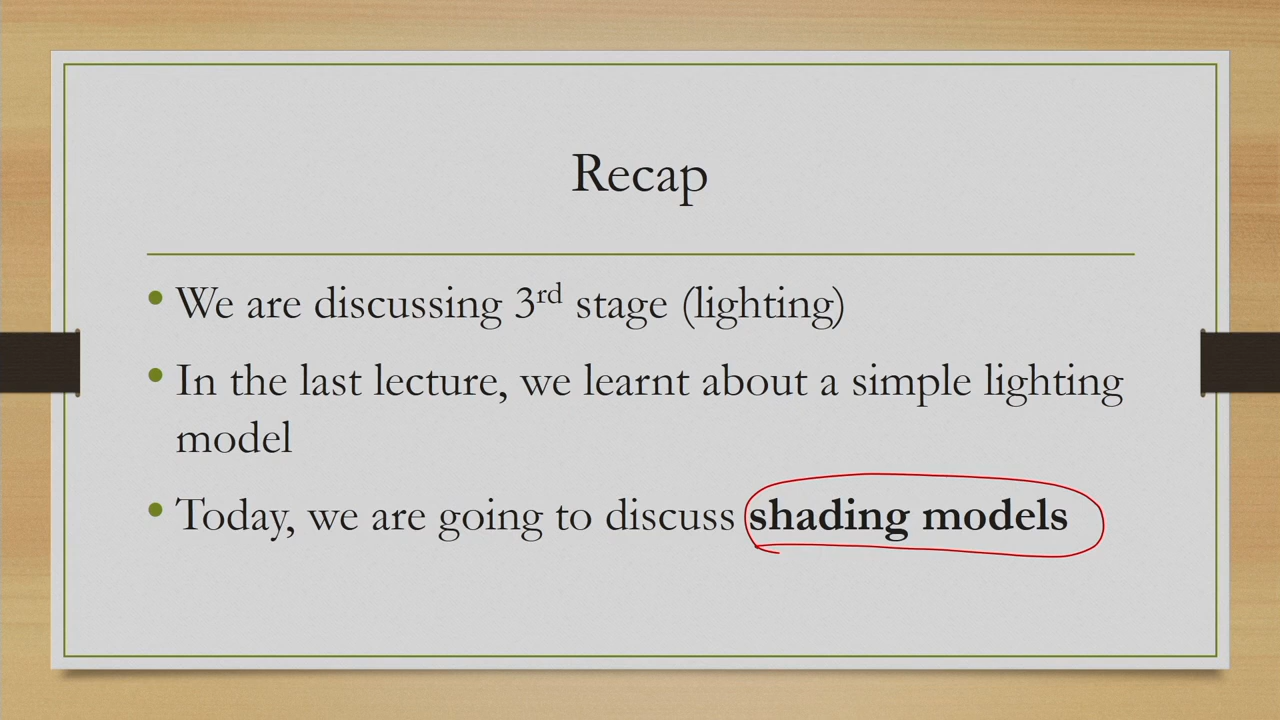 Recap
• We are discussing 3rd stage (lighting)
• In the last lecture, we learnt about a simple lighting
model
• Today, we are going to discuss shading models